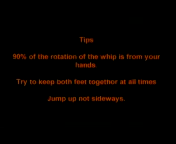 Tips
90% of the rotation of the whip is from your
hands
Try to keep both feet together at all times
Jump up not sideways.